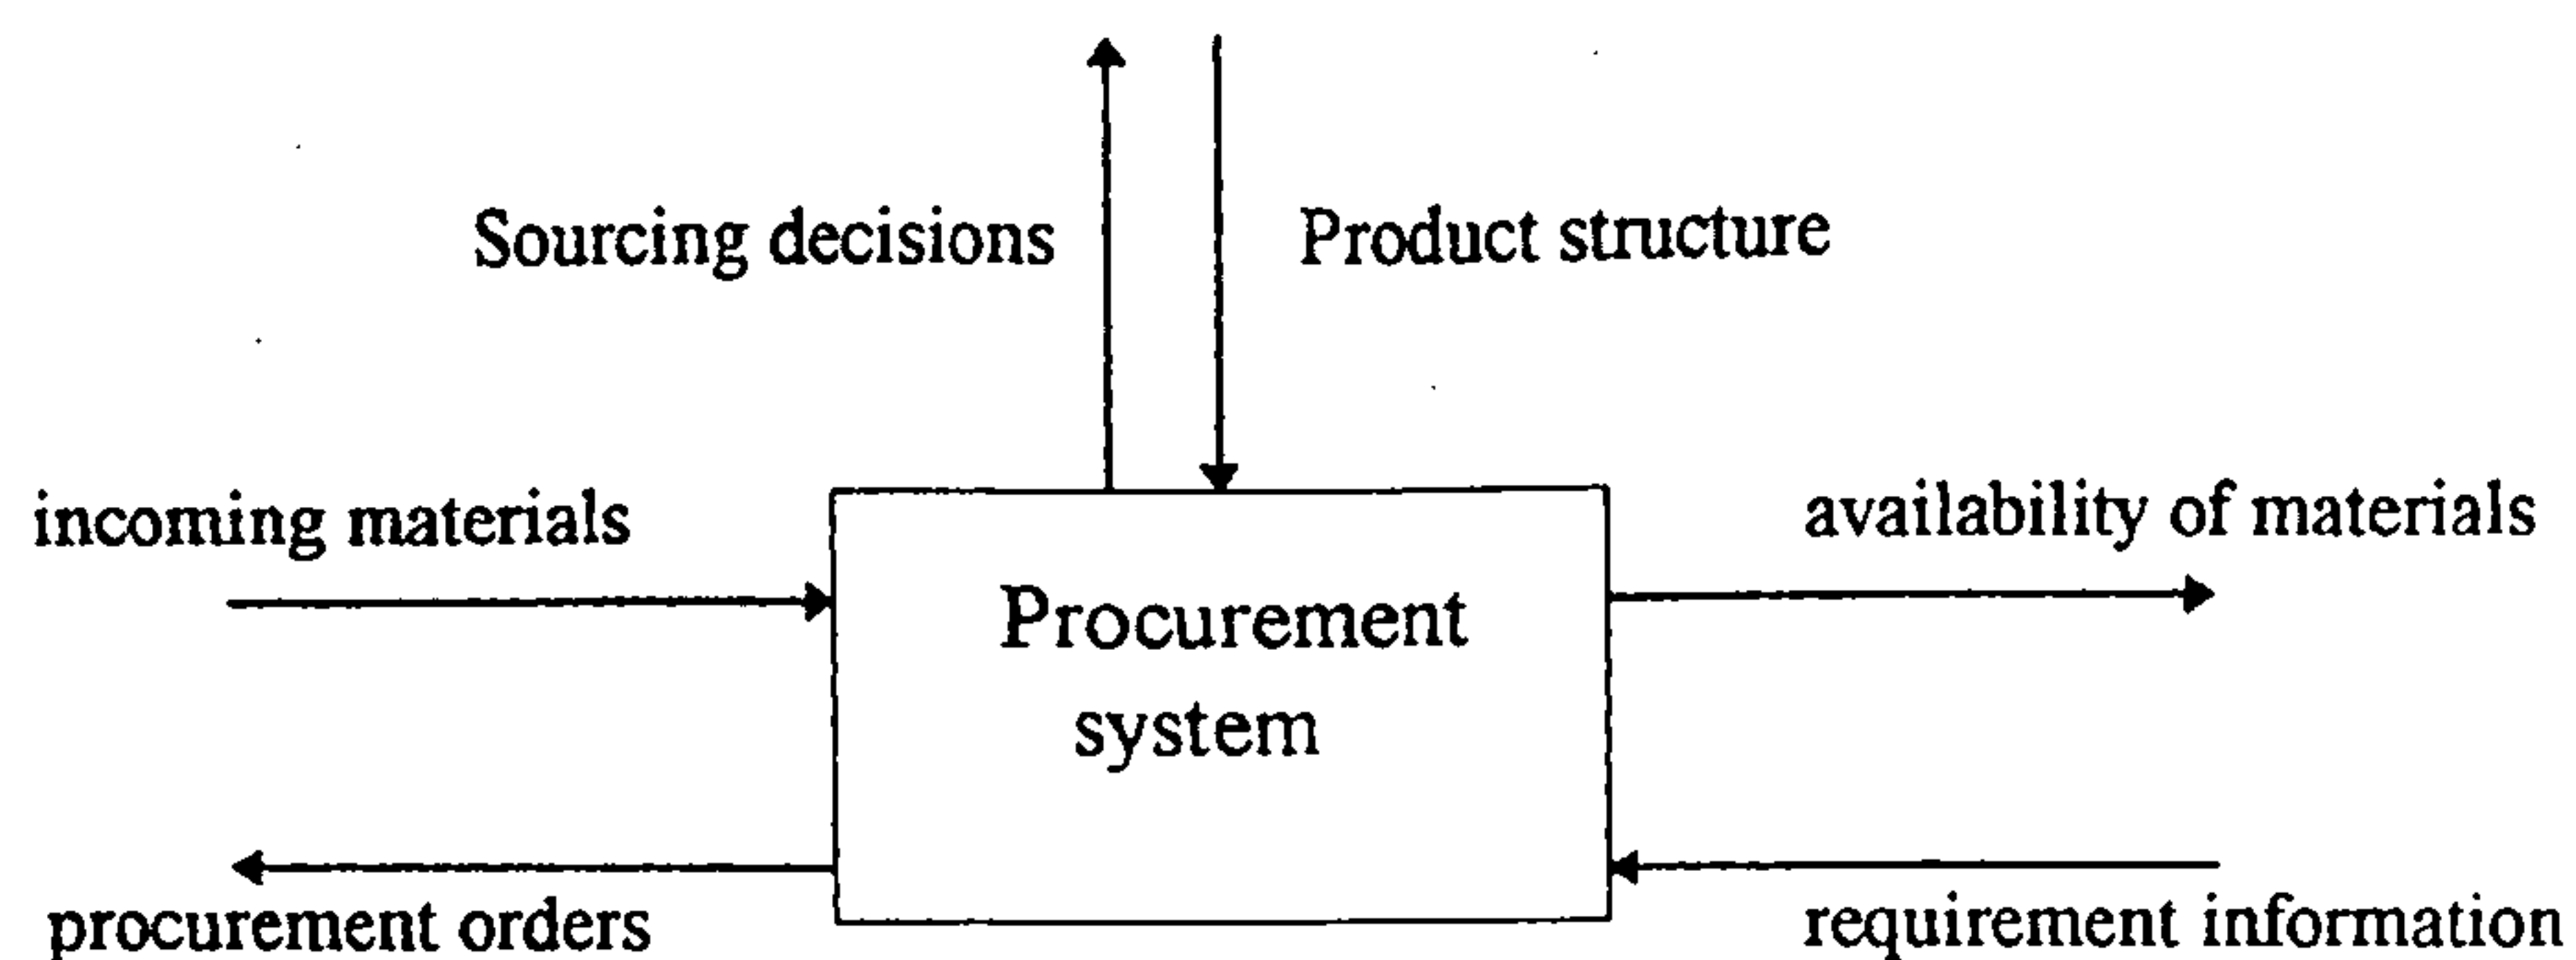 Sourcing decisions
Product structure
incoming materials
availability of materials
Procurement
system
procurement orders
requirement information